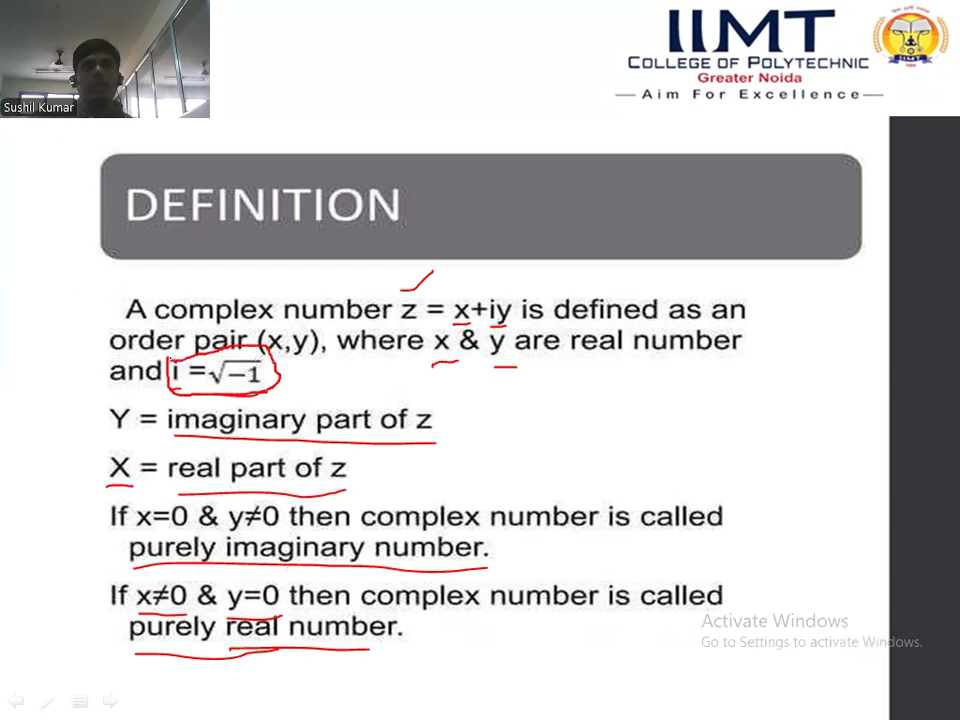 Sushil Kumar
IIMT
COLLEGE OF POLYTECHNIC
Greater Noida
Aim For Excellence
IIMT
DEFINITION
A complex number z = x+iy is defined as an
order pair (x,y), where x & y are real number
and i =√−1
Y = imaginary part of z
X = real part of z
If x=0 & y≠0 then complex number is called
purely imaginary number.
If x≠0 & y=0 then complex number is called
purely real number.
Activate Windows
Go to Settings to activate Windows.